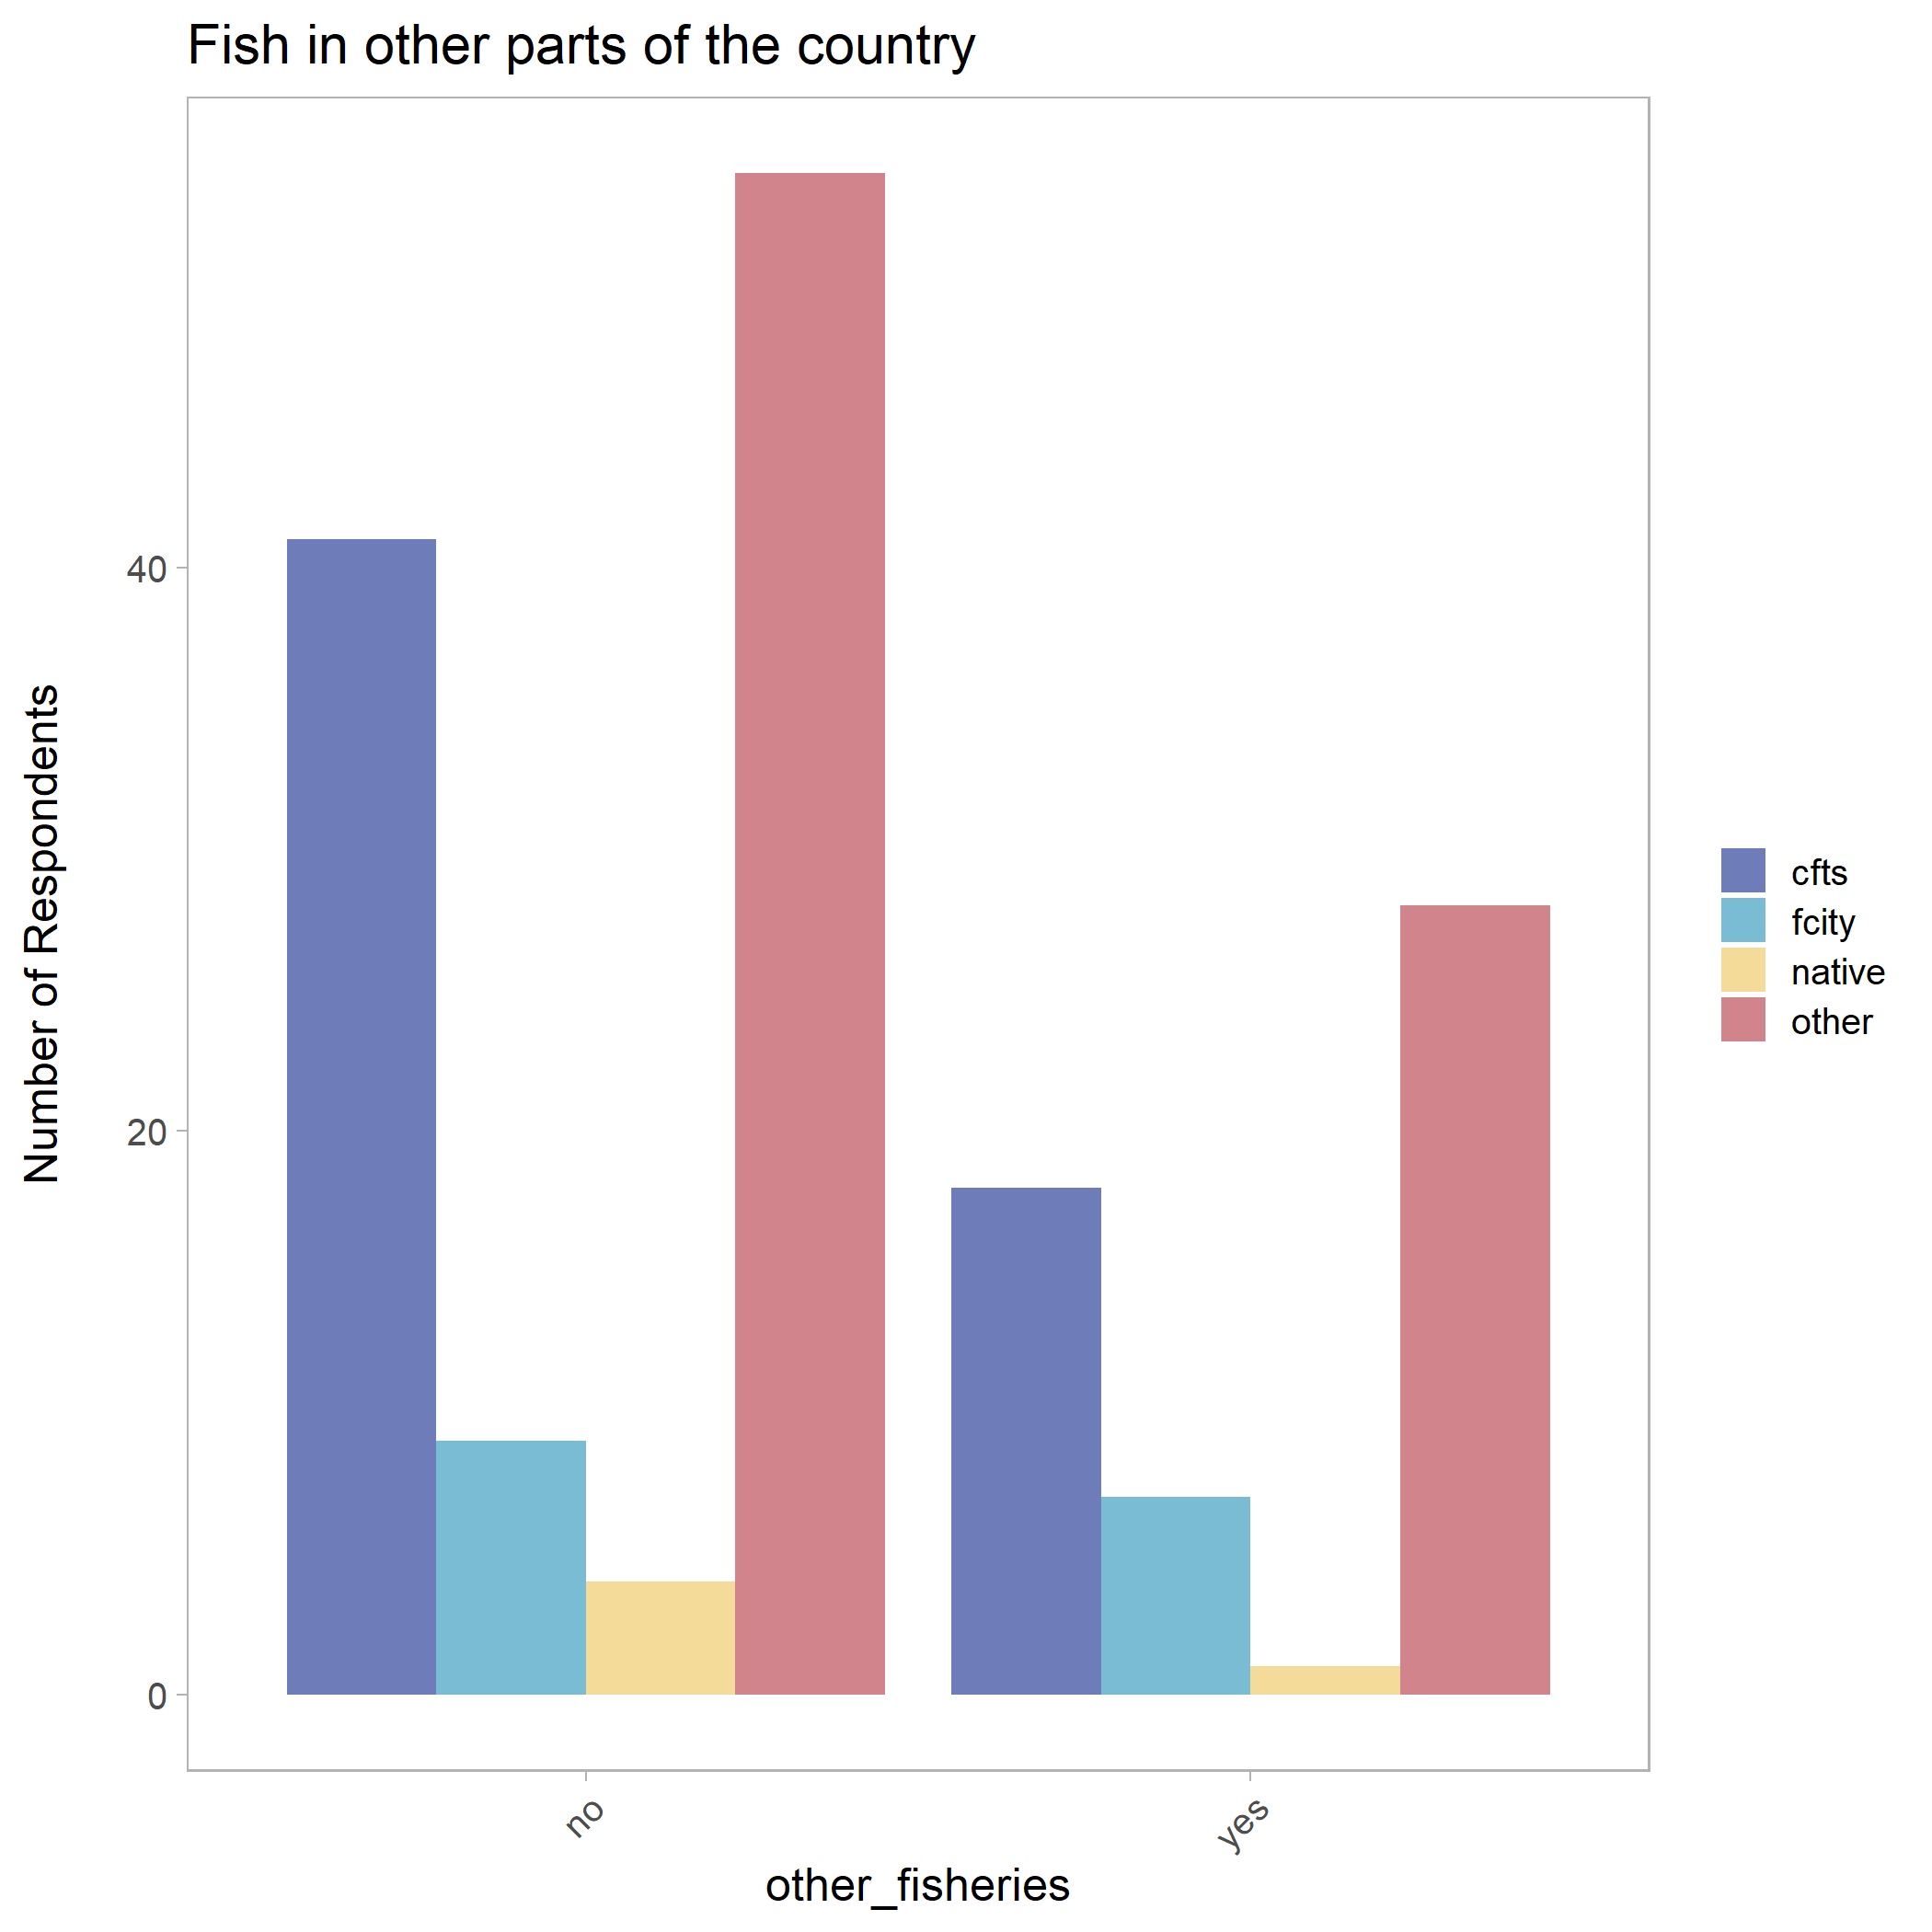 Fish in other parts of the country
Number of Respondents
40
20
0
no
yes
other_fisheries
cfts
fcity
native
other